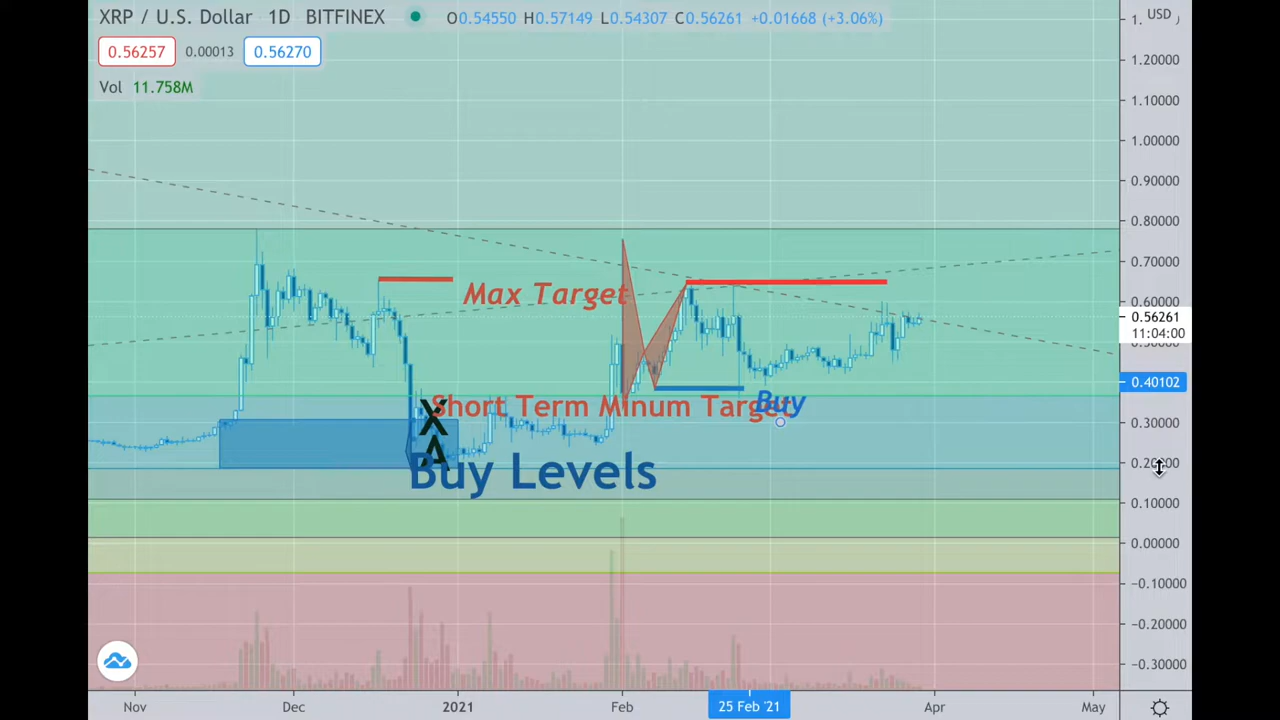 XRP / U.S. Dollar 1D BITFINEX O0.54550 H0.57149 L0.54307 C0.56261 +0.01668 (+3.06%)
0.56257 0.00013 0.56270
Vol 11.758M
USD
1.20000
1.10000
1.00000
0.90000
0.80000
0.70000
0.60000
0.56261
11:04:00
0.40102
0.30000
0.20000
0.10000
0.00000
-0.10000
-0.20000
-0.30000
Max Target
Short Term Minum Target
Buy
X
Buy Levels
Nov Dec 2021 Feb 25 Feb '21 Apr May